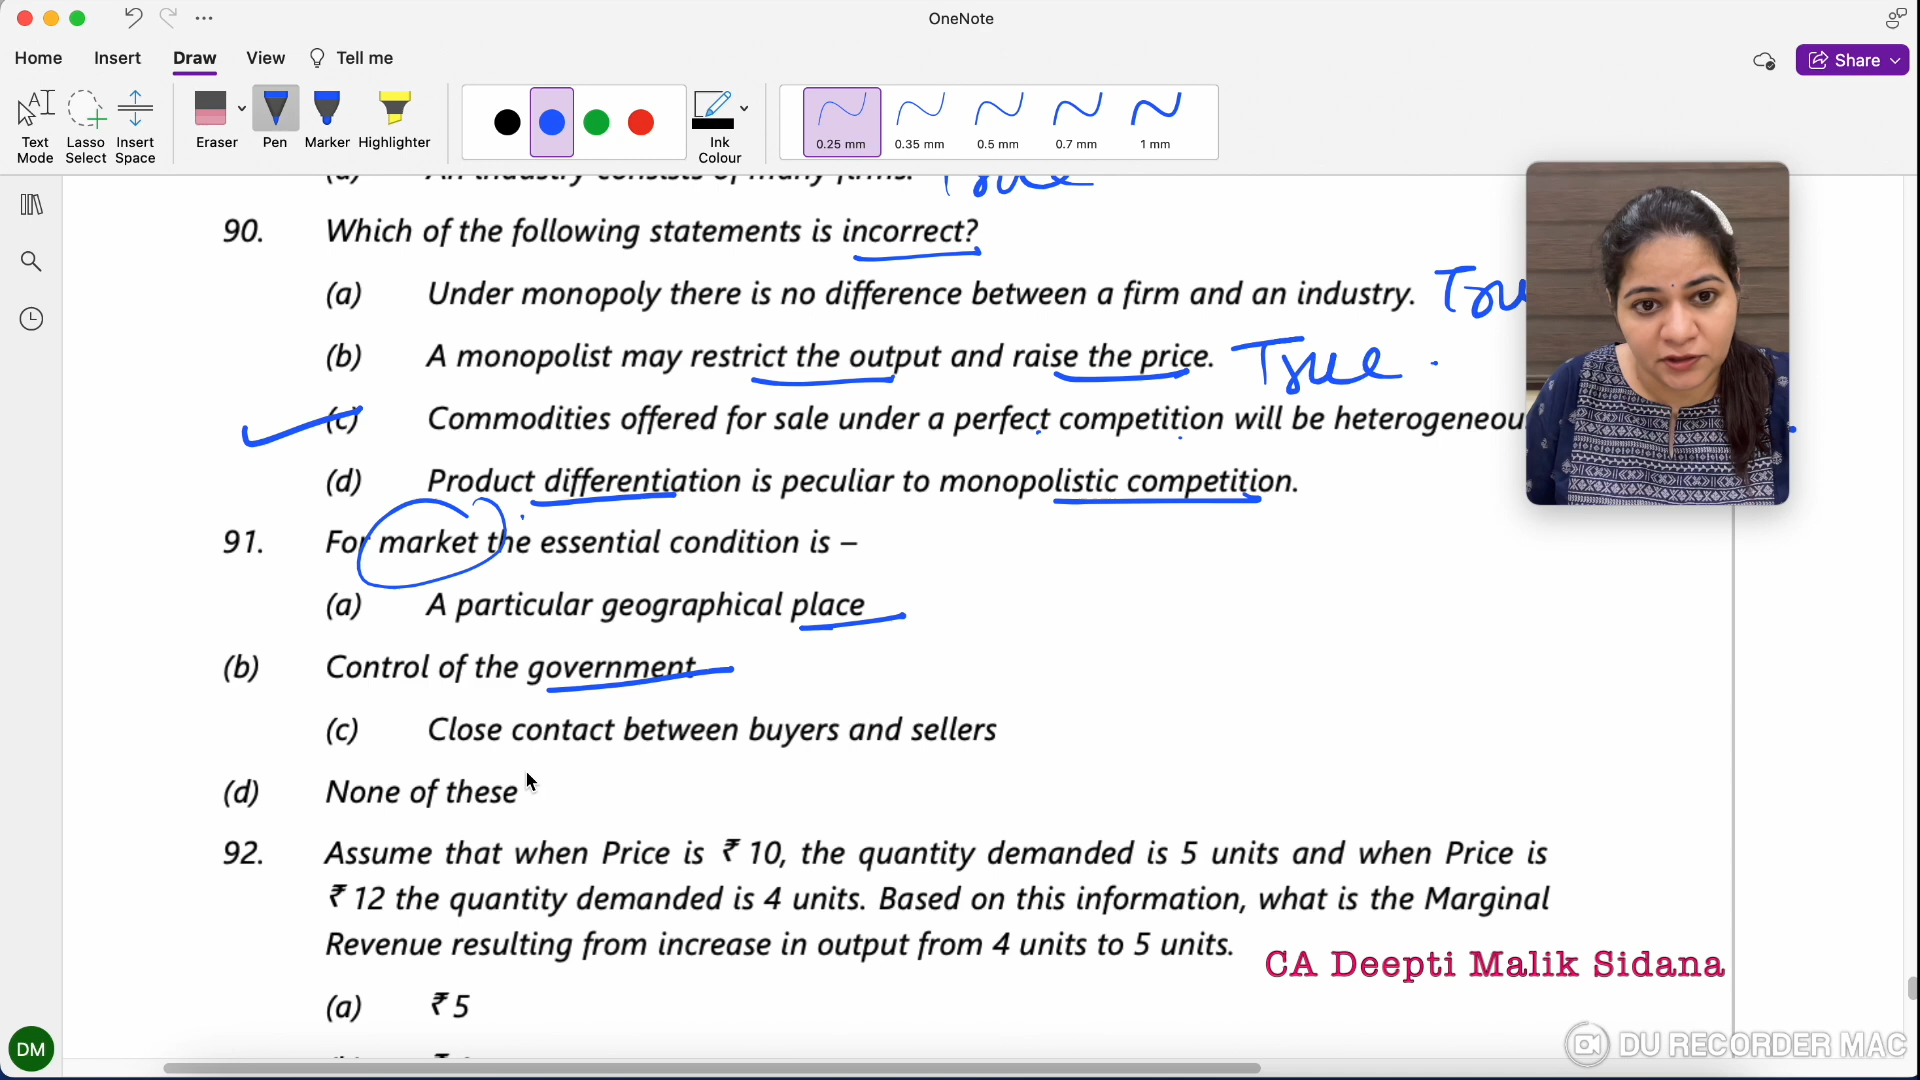 OneNote
Home Insert Draw View Tell me
Share
Text Mode Lasso Select Insert Space Eraser Pen Marker Highlighter Ink Colour 0.25 mm 0.35 mm 0.5 mm 0.7 mm 1 mm
An industry consists of many firms. True
90. Which of the following statements is incorrect?
(a) Under monopoly there is no difference between a firm and an industry.
(b) A monopolist may restrict the output and raise the price. True
(c) Commodities offered for sale under a perfect competition will be
(d) Product differentiation is peculiar to monopolistic competition.
91. For market the essential condition is –
(a) A particular geographical place
(b) Control of the government
(c) Close contact between buyers and sellers
(d) None of these
92. Assume that when Price is ₹ 10, the quantity demanded is 5 units and when Price is
₹ 12 the quantity demanded is 4 units. Based on this information, what is the Marginal
Revenue resulting from increase in output from 4 units to 5 units.
CA Deepti Malik Sidana
(a) ₹ 5
DM
DU RECORDER MAC